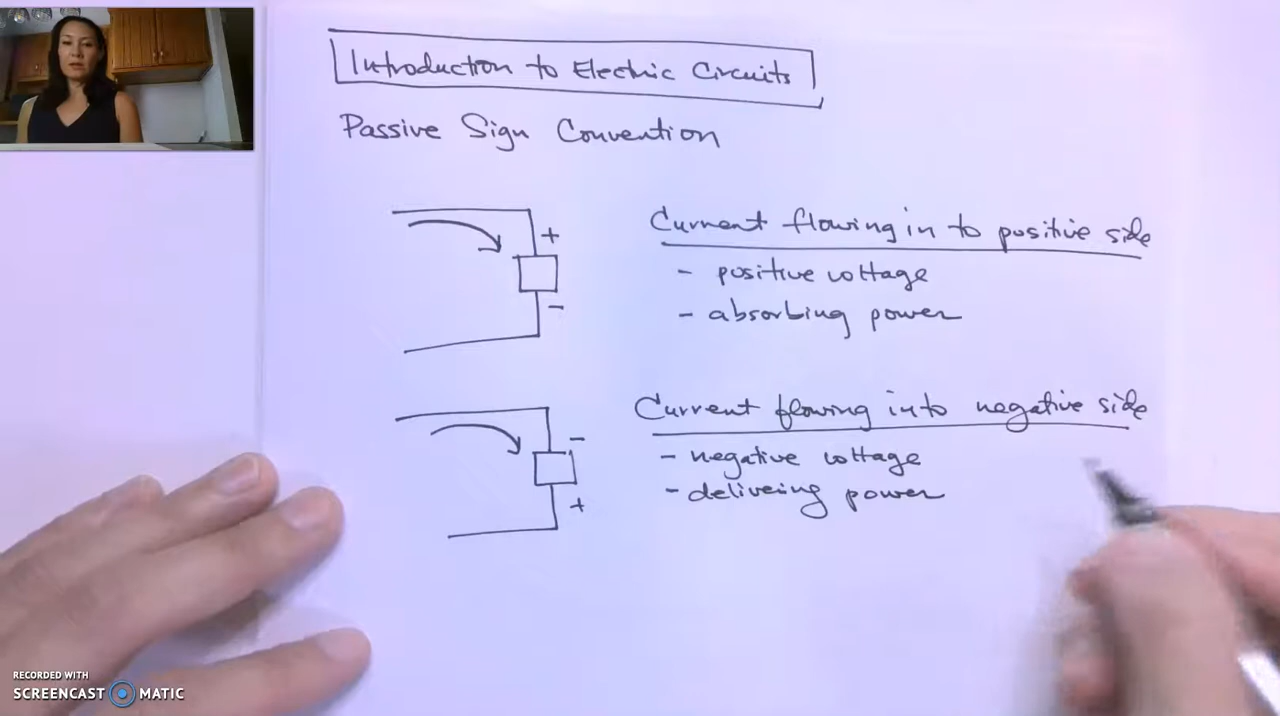 Introduction to Electric Circuits
Passive Sign Convention
+
-
Current flowing in to positive side
- positive voltage
- absorbing power
-
+
Current flowing into negative side
- negative voltage
- deliveing power
RECORDED WITH
SCREENCAST MATIC